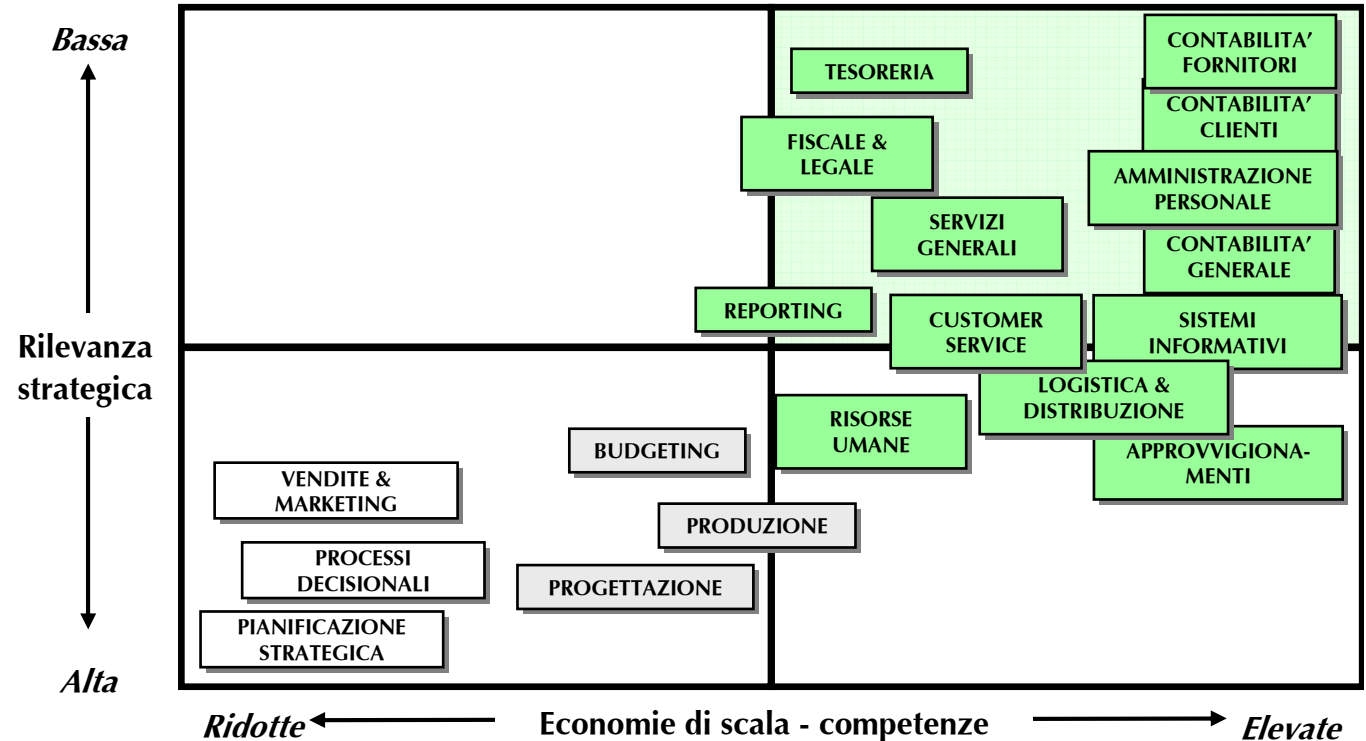 Bassa
Rilevanza
strategica
Alta
TESORERIA
CONTABILITA’
FORNITORI
CONTABILITA’
CLIENTI
FISCALE &
LEGALE
AMMINISTRAZIONE
PERSONALE
SERVIZI
GENERALI
CONTABILITA’
GENERALE
REPORTING
CUSTOMER
SERVICE
SISTEMI
INFORMATIVI
LOGISTICA &
DISTRIBUZIONE
RISORSE
UMANE
BUDGETING
APPROVVIGIONA-
MENTI
VENDITE &
MARKETING
PRODUZIONE
PROCESSI
DECISIONALI
PROGETTAZIONE
PIANIFICAZIONE
STRATEGICA
Ridotte
Economie di scala - competenze
Elevate